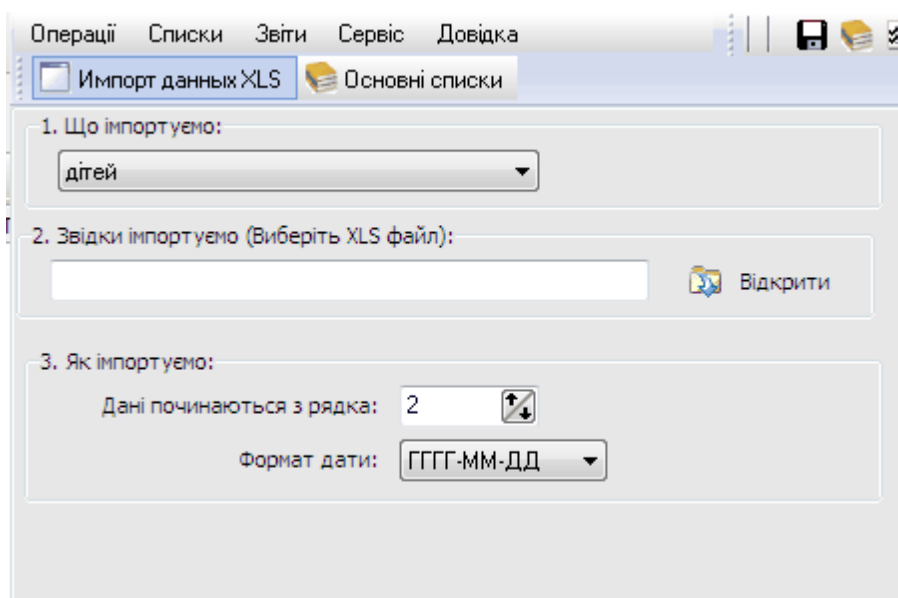 Операції Списки Звіти Сервіс Довідка
Импорт данных XLS Основні списки
1. Що імпортуємо:
дітей
2. Звідки імпортуємо (Виберіть XLS файл):
Відкрити
3. Як імпортуємо:
Дані починаються з рядка: 2
Формат дати: ГГГГ-ММ-ДД